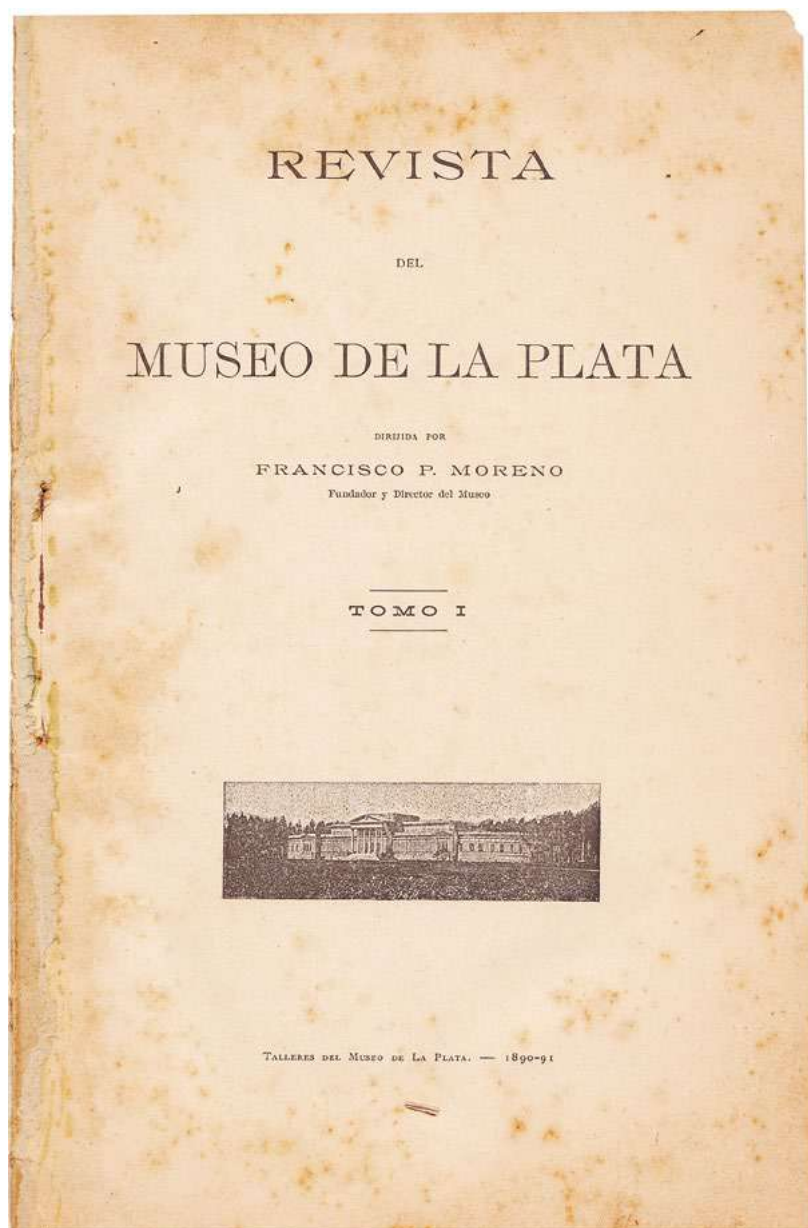 REVISTA
DEL
MUSEO DE LA PLATA
DIRIJIDA POR
FRANCISCO P. MORENO
Fundador y Director del Museo
TOMO I
TALLERES DEL MUSEO DE LA PLATA. — 1890-91